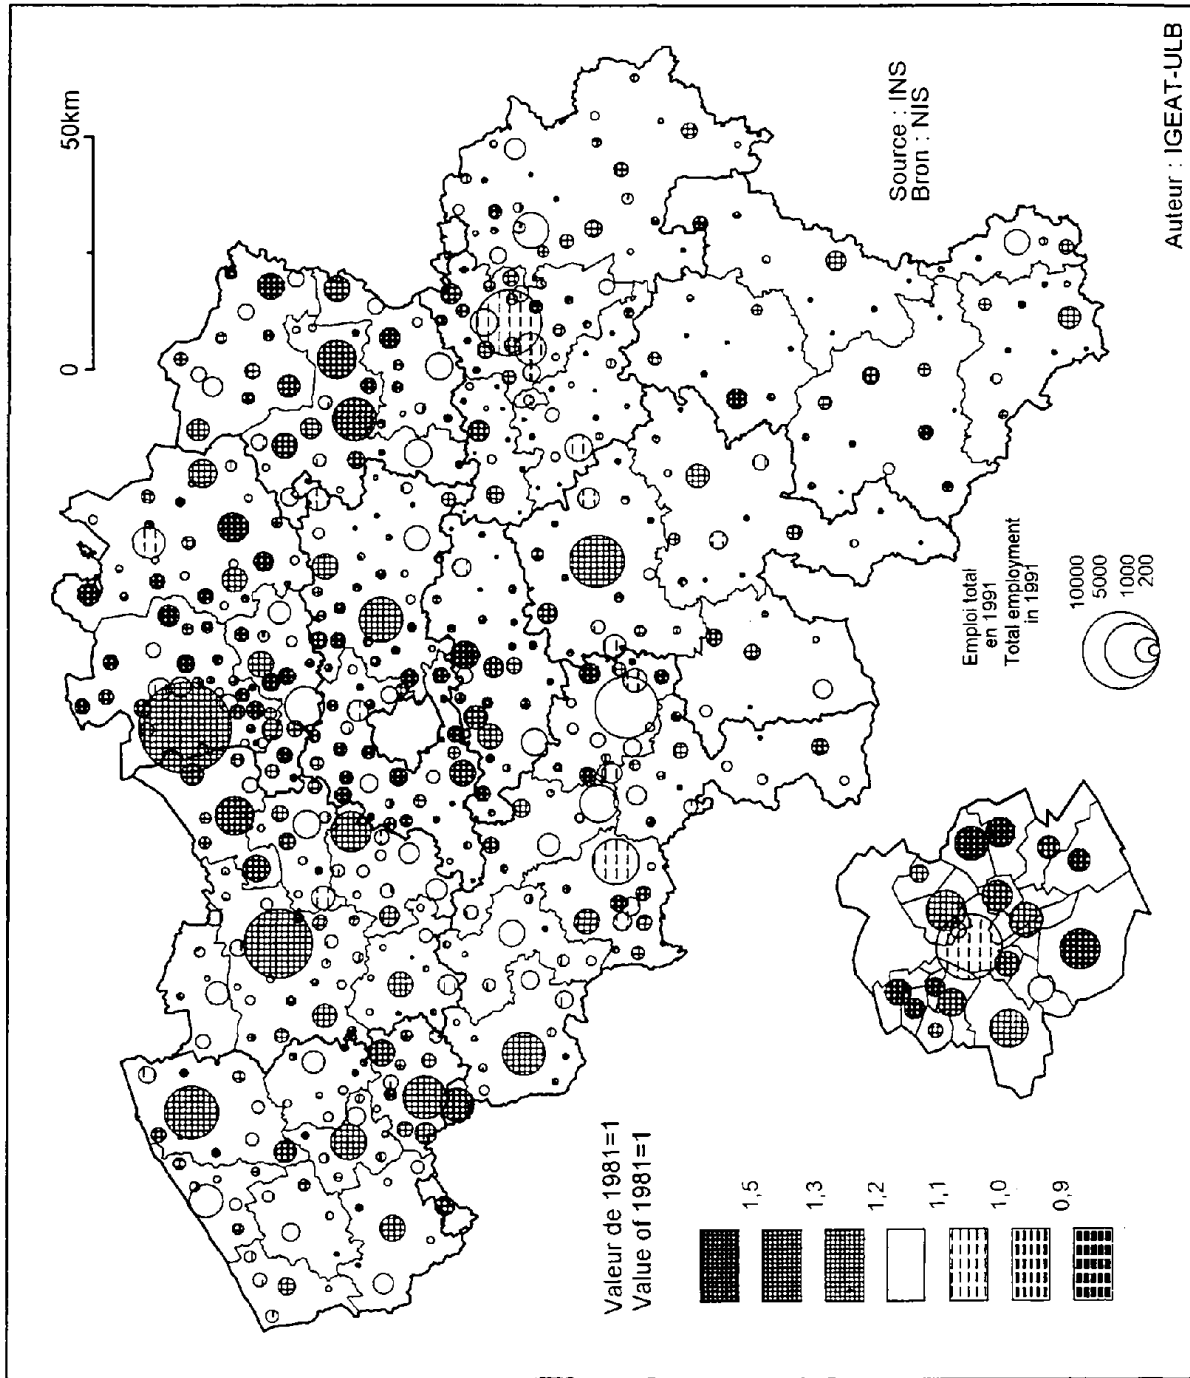 0
50km
Source : INS
Bron : NIS
Auteur : IGEAT-ULB
Emploi total
en 1991
Total employment
in 1991
10000
5000
1000
200
Valeur de 1981=1
Value of 1981=1
1,5
1,3
1,2
1,1
1,0
0,9